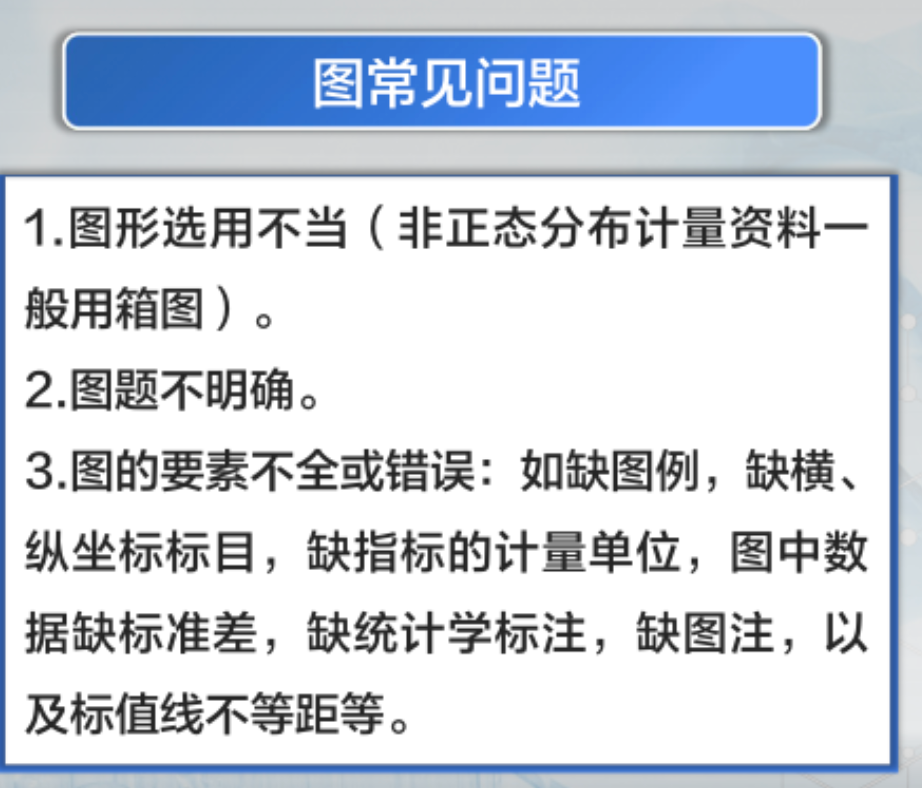 图常见问题
1.图形选用不当（非正态分布计量资料一
般用箱图）。
2.图题不明确。
3.图的要素不全或错误：如缺图例，缺横、
纵坐标标目，缺指标的计量单位，图中数
据缺标准差，缺统计学标注，缺图注，以
及标值线不等距等。